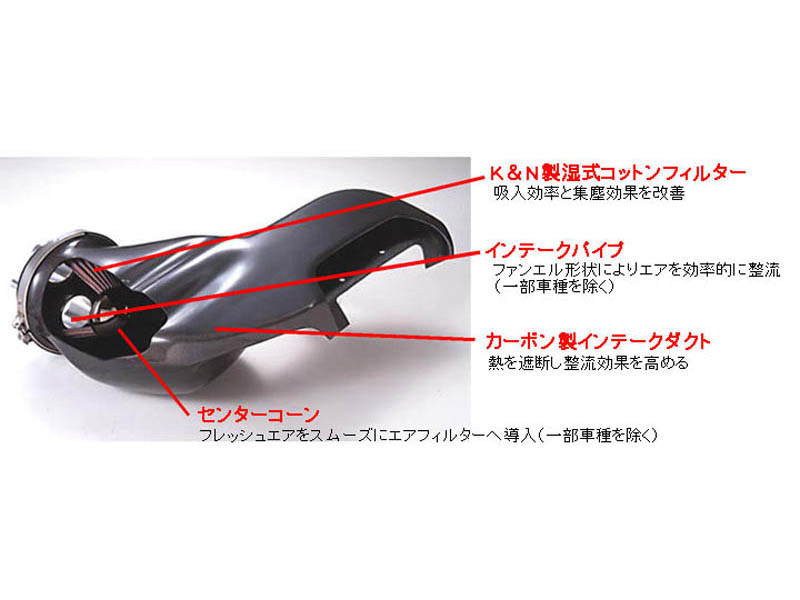 K&N製湿式コットンフィルター
吸入効率と集塵効果を改善
インテークパイプ
ファンエル形状によりエアを効率的に整流
(一部車種を除く)
カーボン製インテークダクト
熱を遮断し整流効果を高める
センターコーン
フレッシュエアをスムーズにエアフィルターへ導入(一部車種を除く)